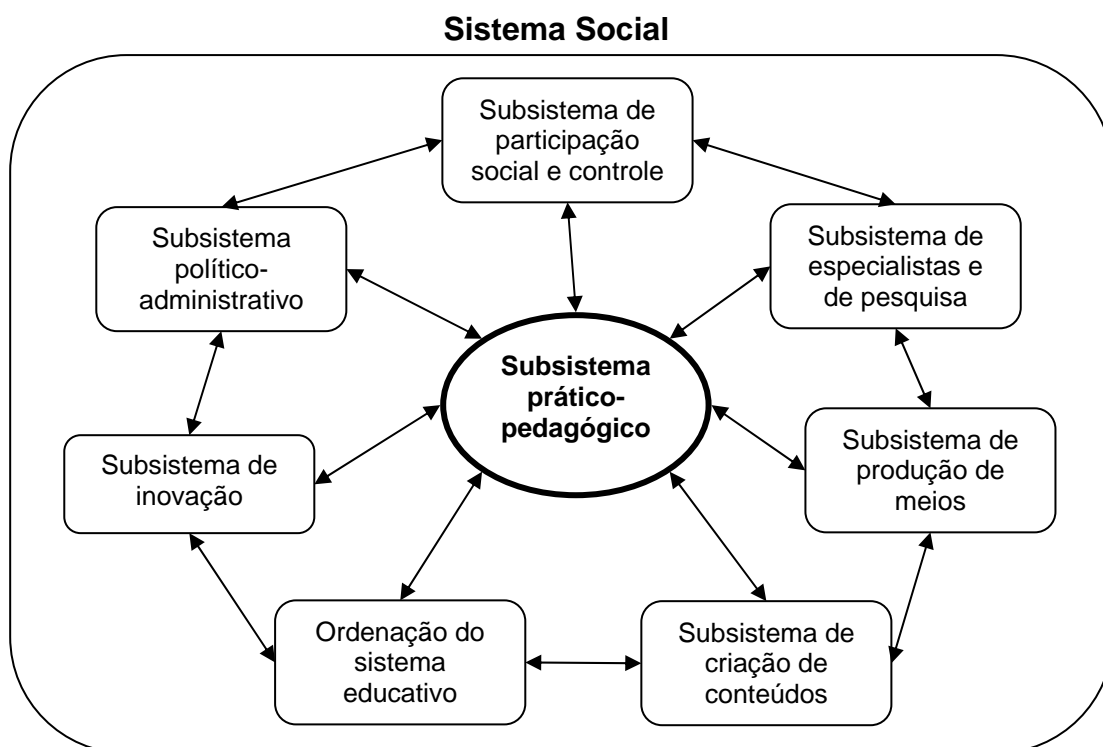 Sistema Social
Subsistema de
participação
social e controle
Subsistema
político-
administrativo
Subsistema de
especialistas e
de pesquisa
Subsistema
prático-
pedagógico
Subsistema de
inovação
Subsistema de
produção de
meios
Ordenação do
sistema
educativo
Subsistema de
criação de
conteúdos